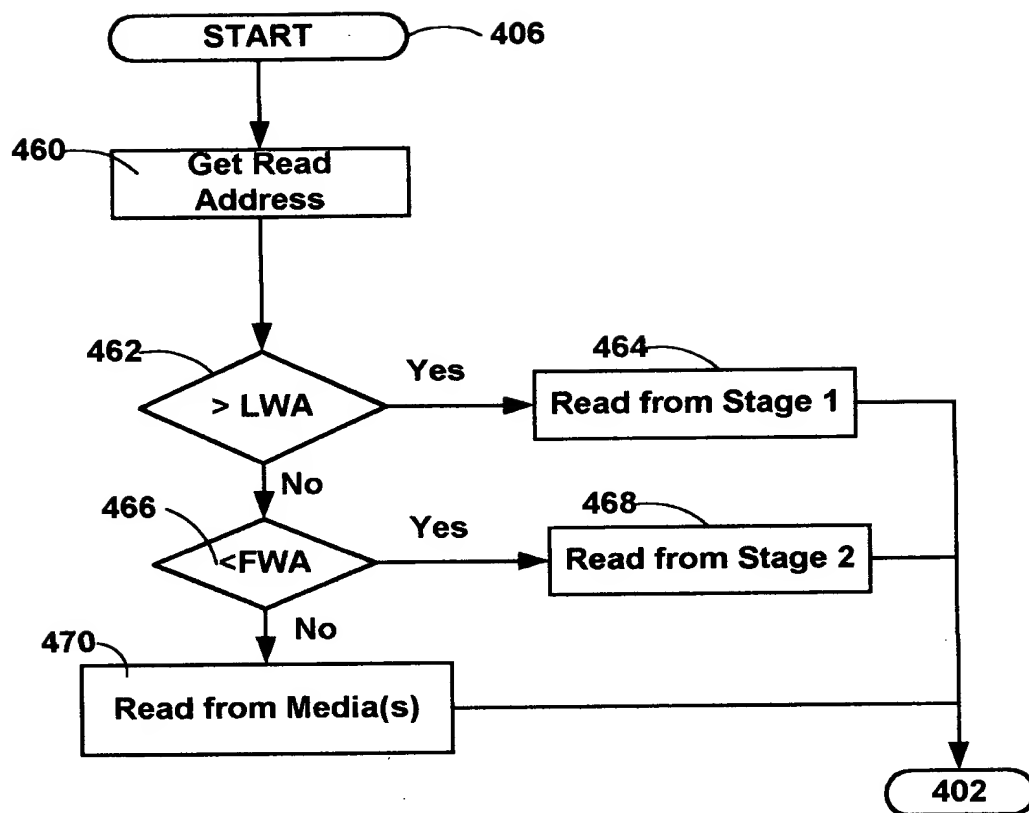 START
406
460
Get Read
Address
462
> LWA
Yes
464
Read from Stage 1
No
466
<FWA
Yes
468
Read from Stage 2
No
470
Read from Media(s)
402